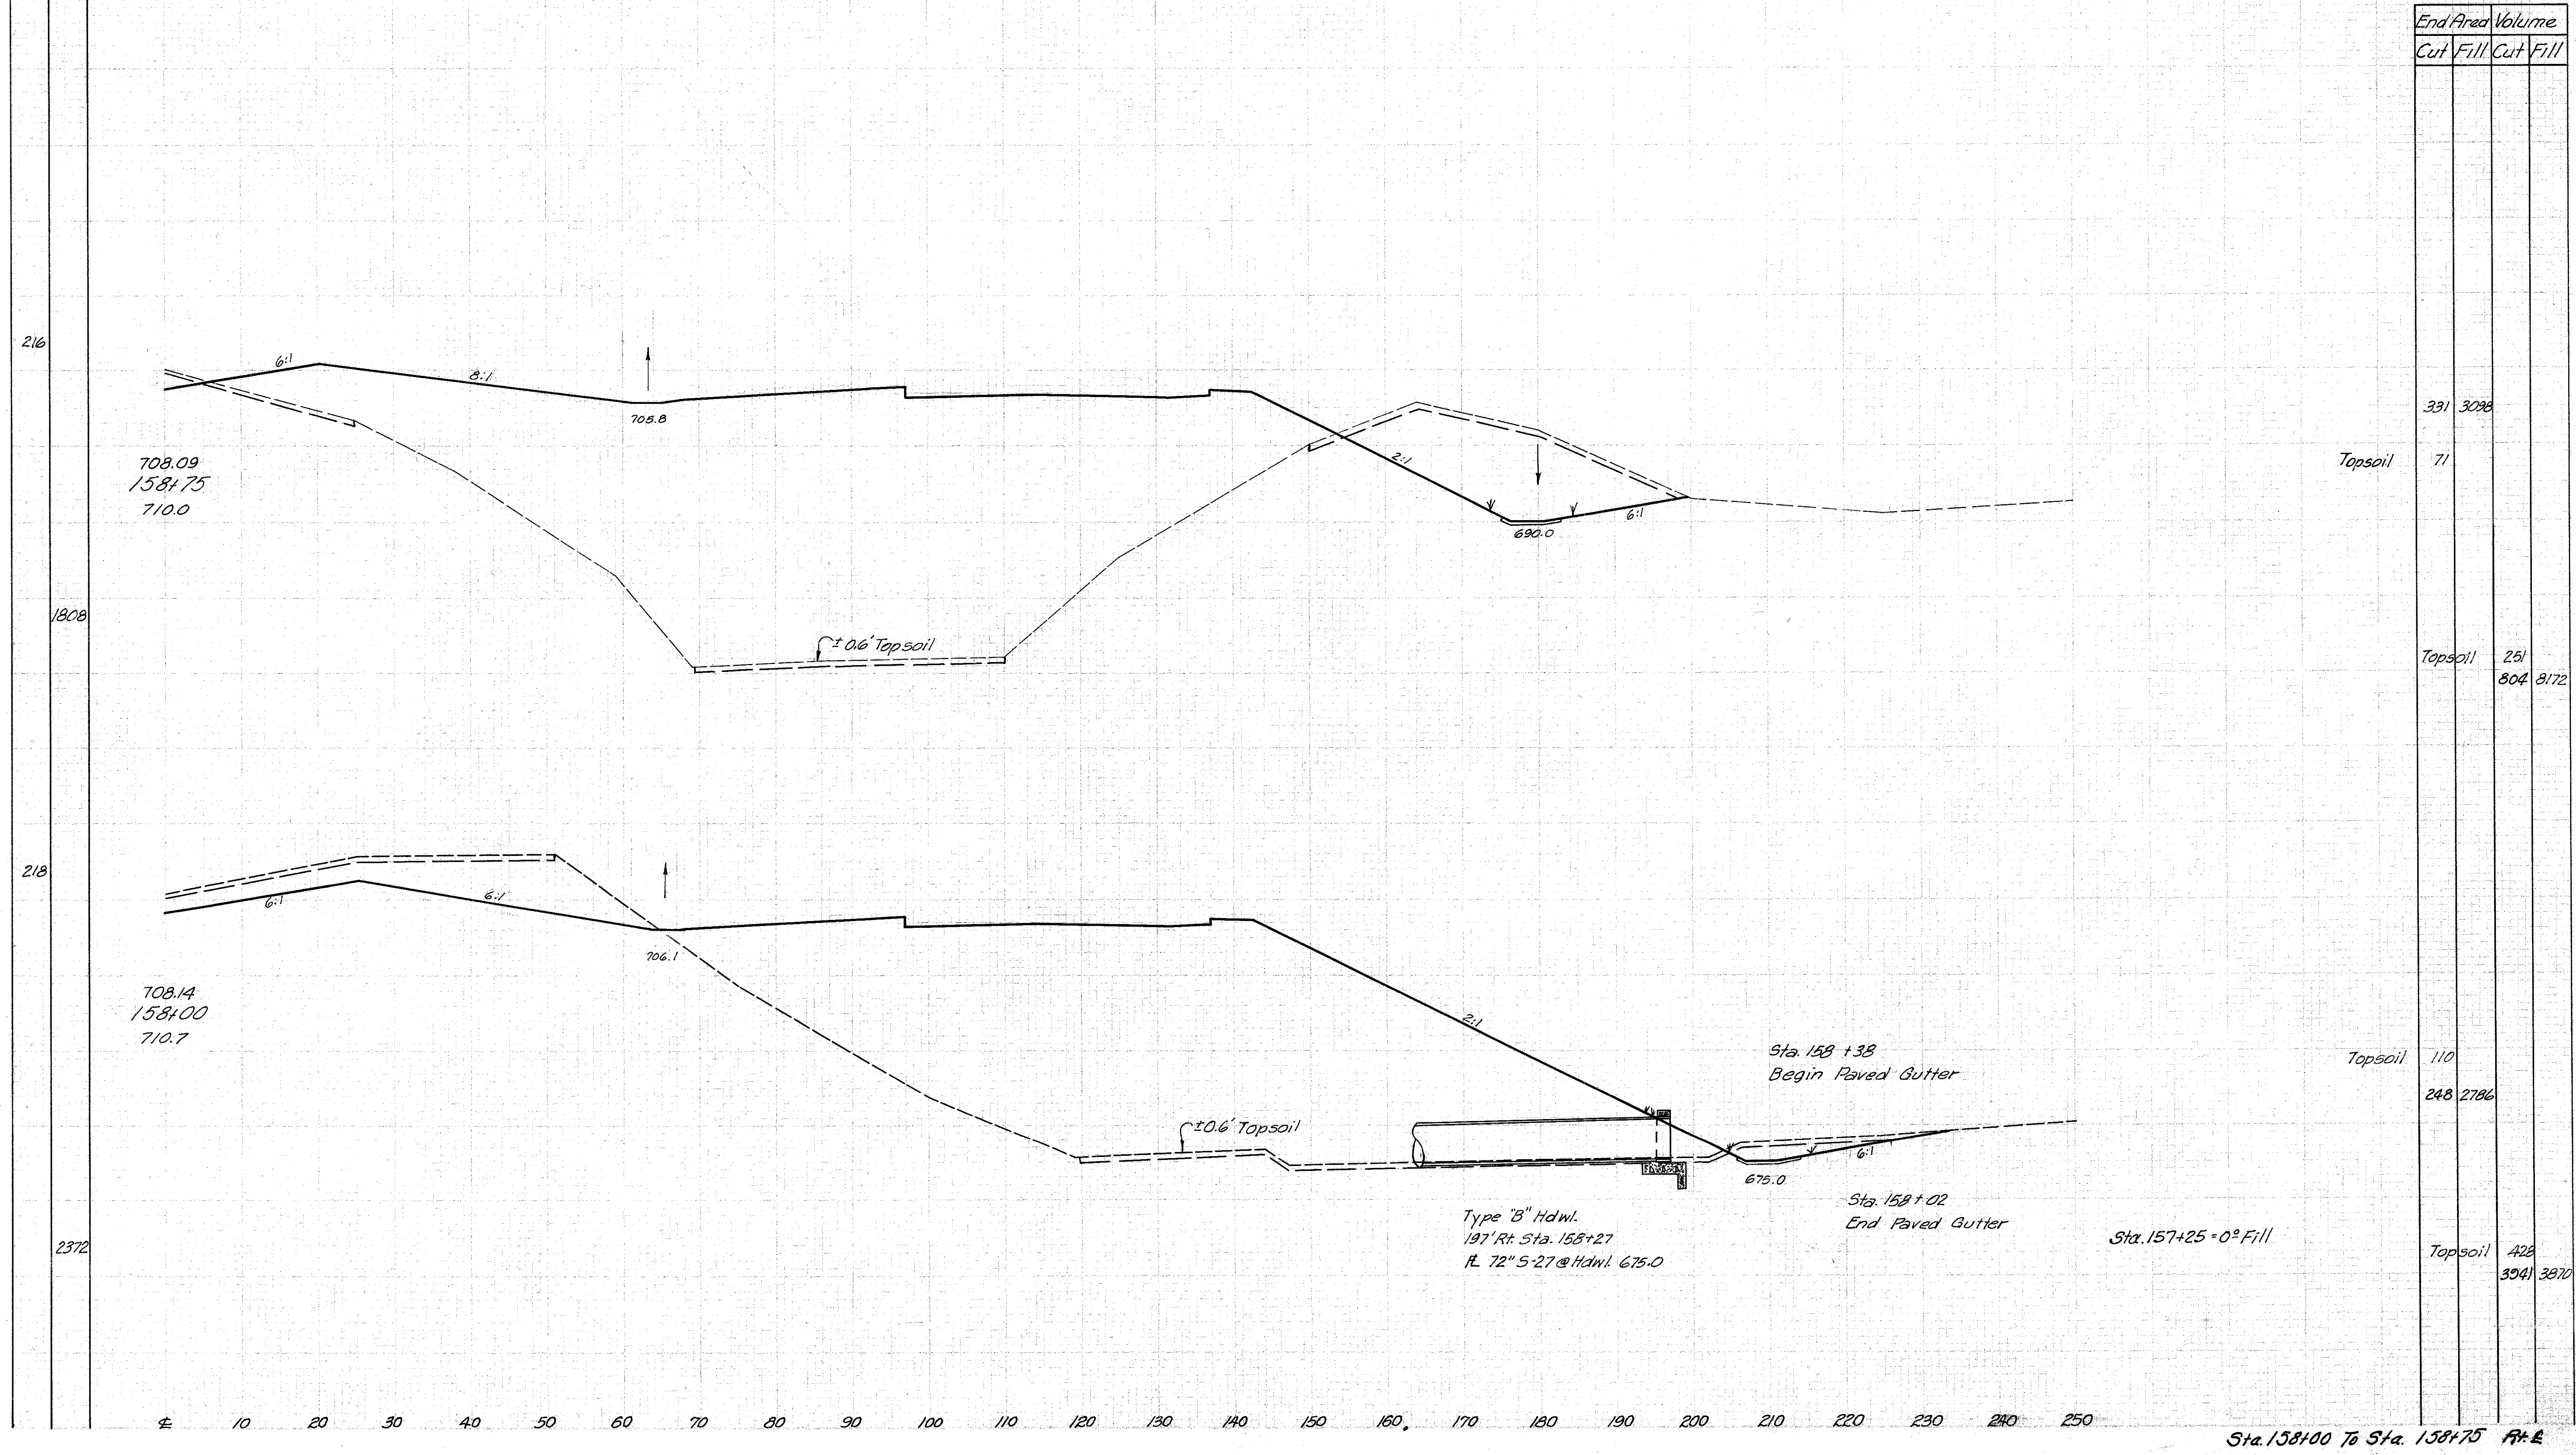 End Area Volume
Cut Fill Cut Fill
216
6:1
8:1
705.8
331 3098
708.09
158+75
710.0
2:1
Topsoil 71
690.0
6:1
1808
±0.6' Topsoil
Topsoil 251
804 8172
218
6:1
6:1
706.1
708.14
158+00
710.7
2:1
Sta. 158+38
Begin Paved Gutter
Topsoil 110
248 2786
±0.6' Topsoil
6:1
675.0
Sta. 158+02
End Paved Gutter
Type "B" Hdwl.
197' Rt. Sta. 158+27
FL 72" S-27 @ Hdwl. 675.0
Sta. 157+25 = 0º Fill
2372
Topsoil 428
3941 3870
℄ 10 20 30 40 50 60 70 80 90 100 110 120 130 140 150 160 170 180 190 200 210 220 230 240 250
Sta. 158+00 To Sta. 158+75 Rt. ℄